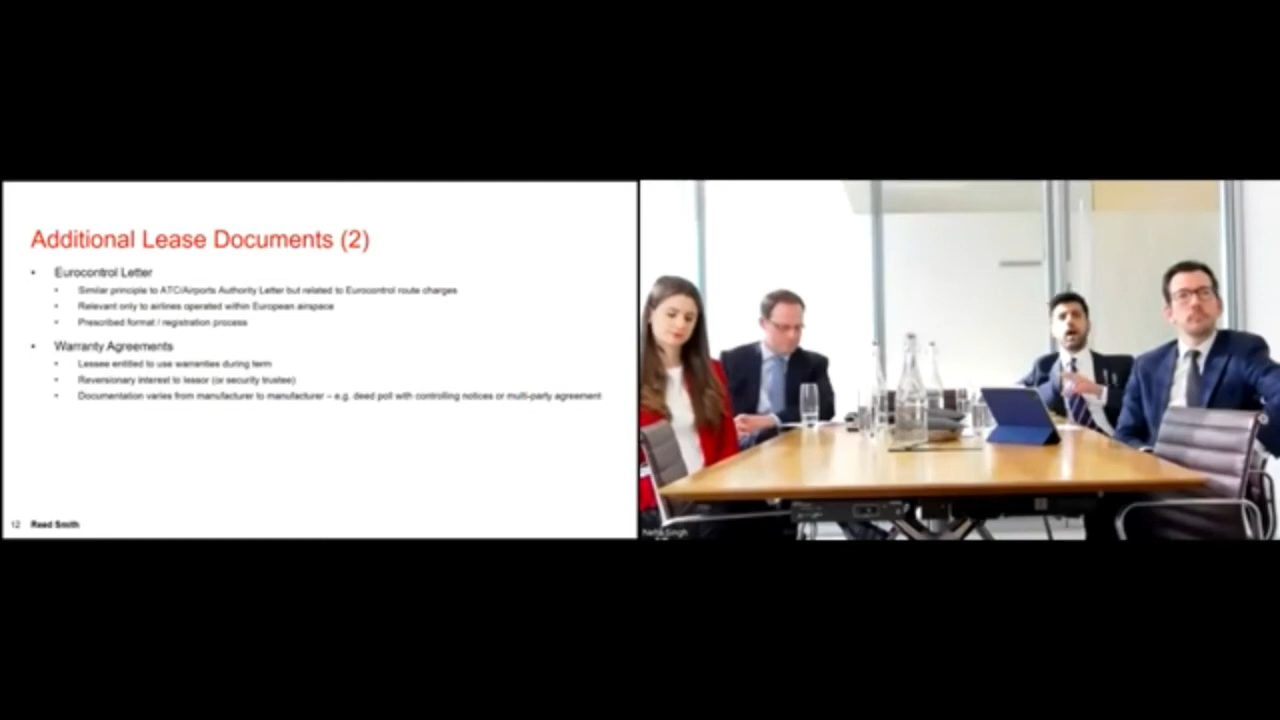 Additional Lease Documents (2)
• Eurocontrol Letter
• Similar principle to ATC/Airports Authority Letter but related to Eurocontrol route charges
• Relevant only to airlines operated within European airspace
• Prescribed format / registration process
• Warranty Agreements
• Lessee entitled to use warranties during term
• Reversionary interest to lessor (or security trustee)
• Documentation varies from manufacturer to manufacturer – e.g. deed poll with controlling notices or multi-party agreement
12 Reed Smith
Singh